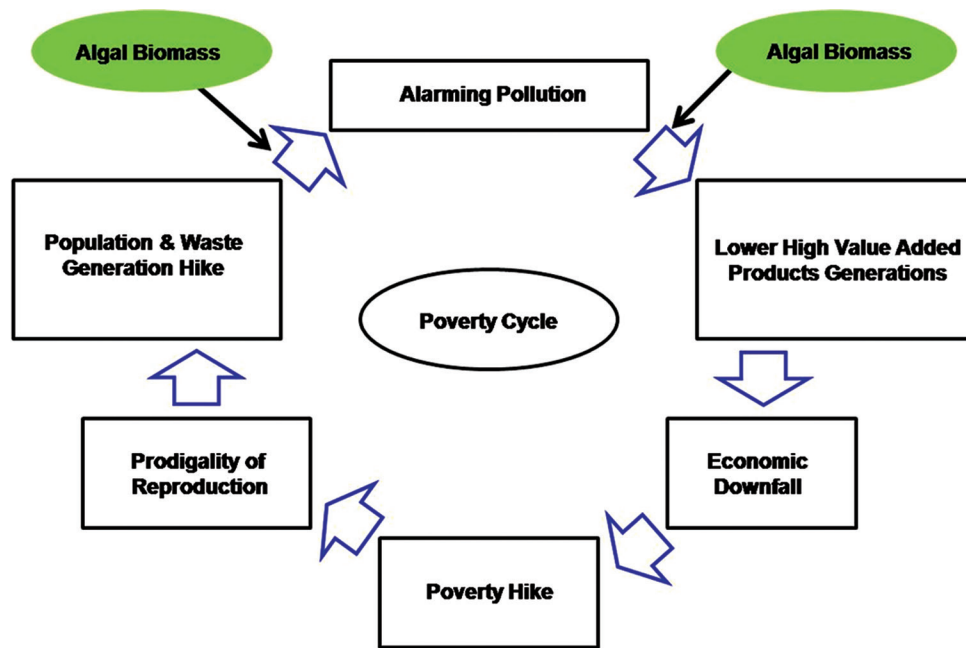 Algal Biomass
Algal Biomass
Alarming Pollution
Population & Waste
Generation Hike
Lower High Value Added
Products Generations
Poverty Cycle
Prodigality of
Reproduction
Economic
Downfall
Poverty Hike